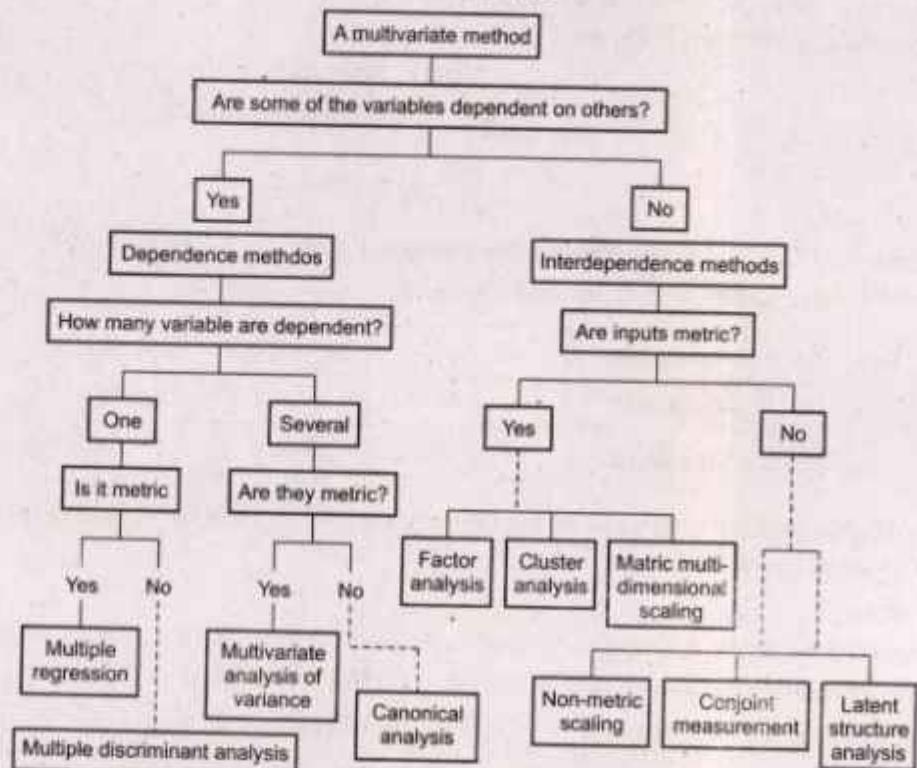 A multivariate method
Are some of the variables dependent on others?
Yes
No
Dependence methdos
Interdependence methods
How many variable are dependent?
Are inputs metric?
One
Several
Yes
No
Is it metric
Are they metric?
Factor
analysis
Cluster
analysis
Matric multi-
dimensional
scaling
Yes
No
Yes
No
Multiple
regression
Multivariate
analysis of
variance
Canonical
analysis
Non-metric
scaling
Conjoint
measurement
Latent
structure
analysis
Multiple discriminant analysis